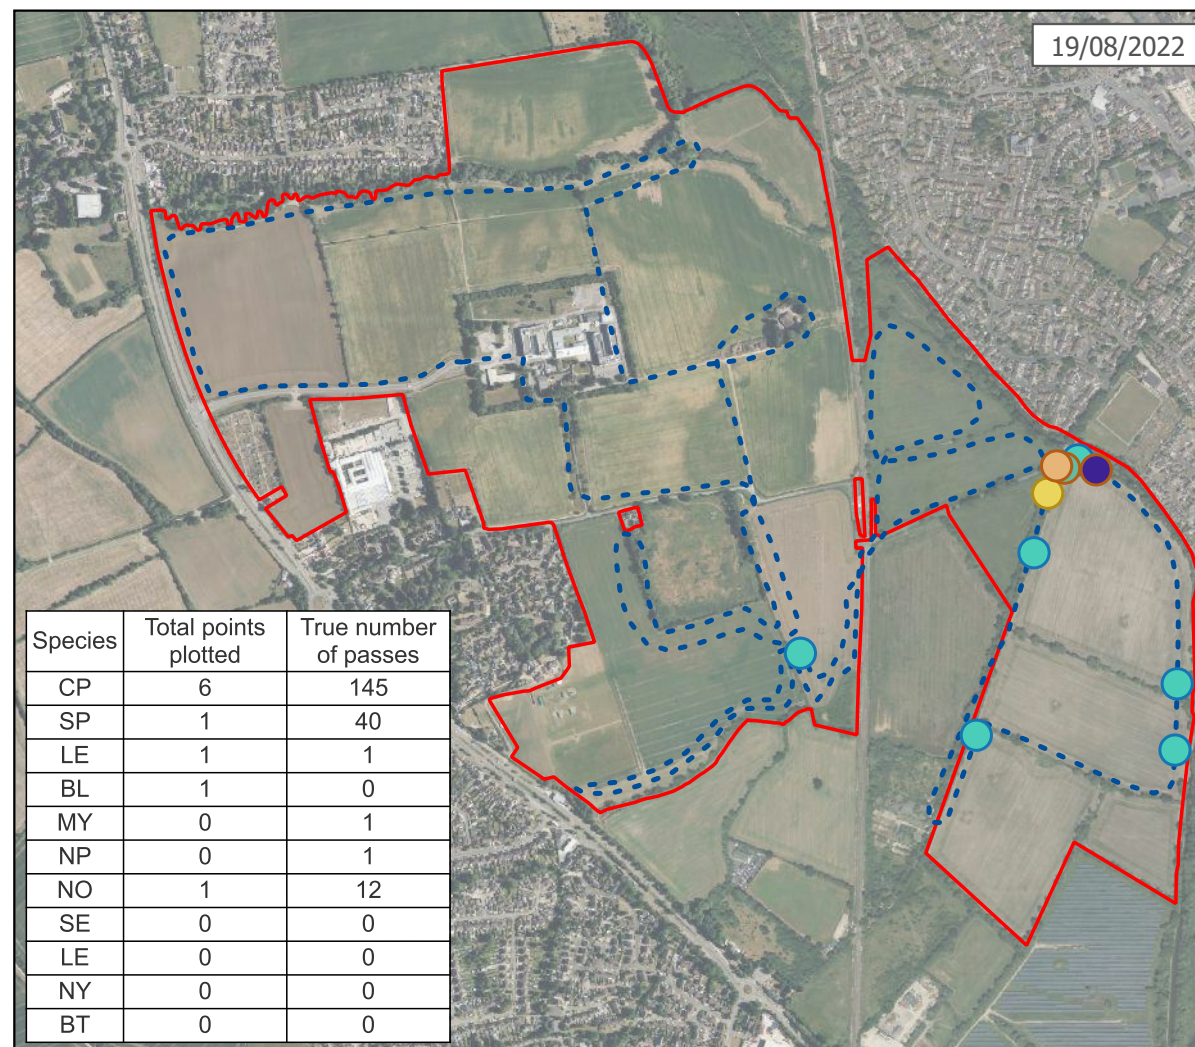 19/08/2022
Species Total points plotted True number of passes
CP 6 145
SP 1 40
LE 1 1
BL 1 0
MY 0 1
NP 0 1
NO 1 12
SE 0 0
LE 0 0
NY 0 0
BT 0 0